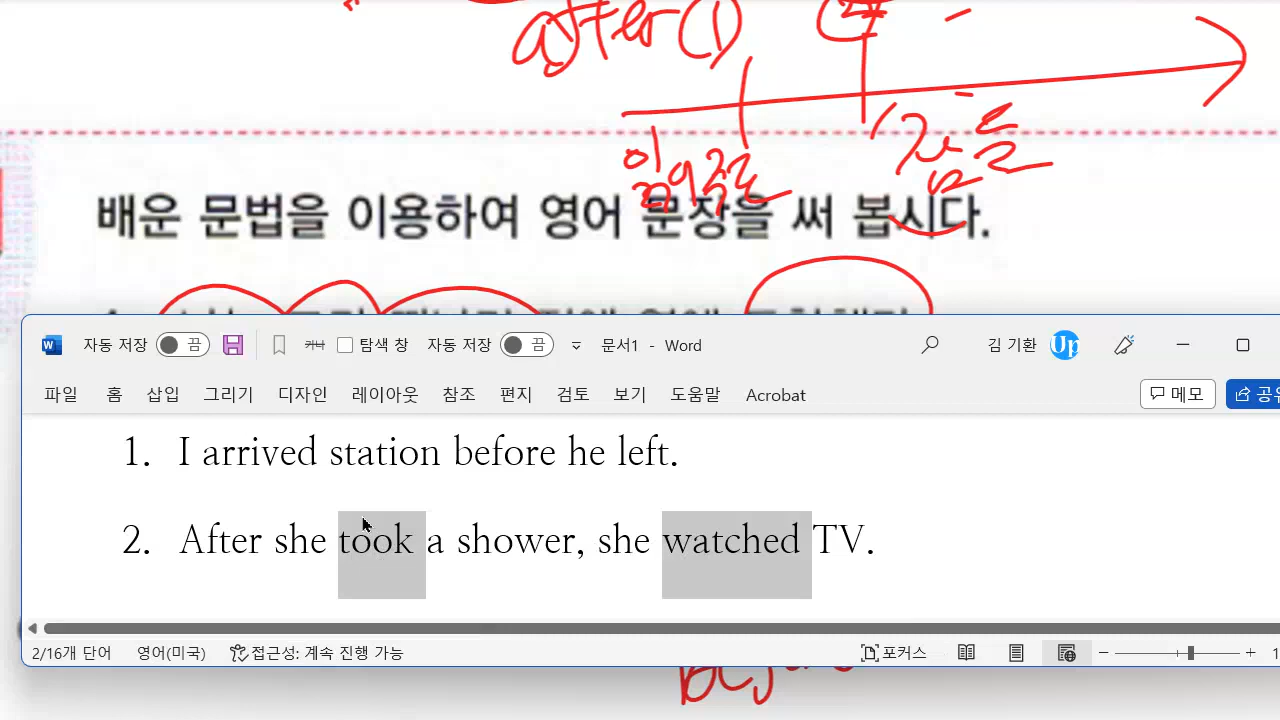 after(1)
배운 문법을 이용하여 영어 문장을 써 봅시다.
자동 저장 끔 가나 탐색 창 자동 저장 끔 문서1 - Word 김 기환 Up
파일 홈 삽입 그리기 디자인 레이아웃 참조 편지 검토 보기 도움말 Acrobat 메모
1. I arrived station before he left.
2. After she took a shower, she watched TV.
2/16개 단어 영어(미국) 접근성: 계속 진행 가능 포커스